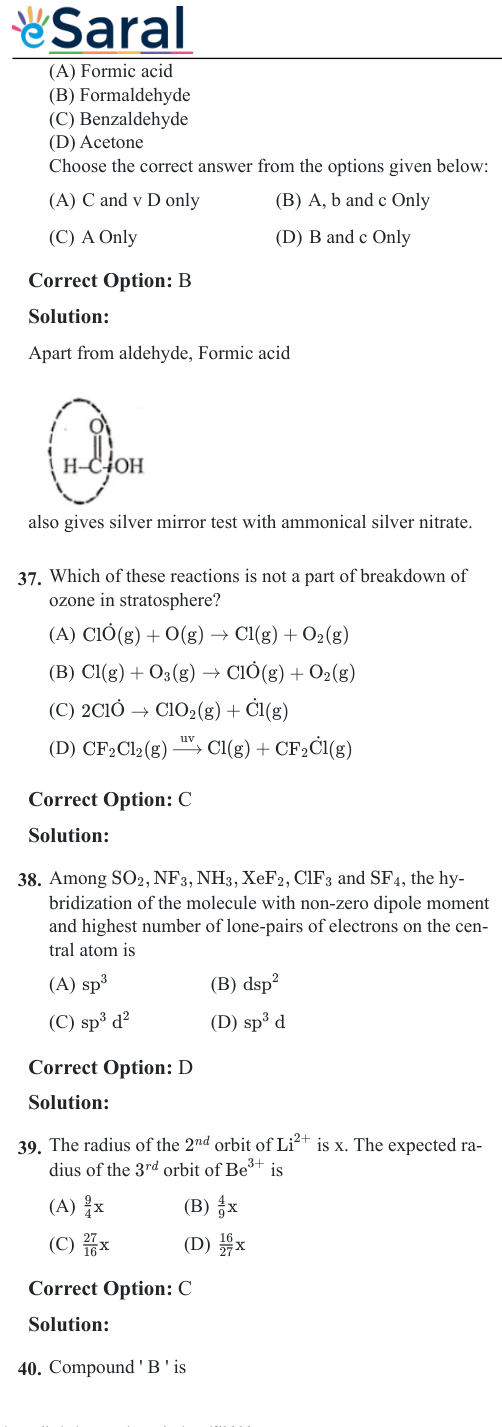 eSaral
(A) Formic acid
(B) Formaldehyde
(C) Benzaldehyde
(D) Acetone
Choose the correct answer from the options given below:
(A) C and v D only (B) A, b and c Only
(C) A Only (D) B and c Only
Correct Option: B
Solution:
Apart from aldehyde, Formic acid
O
H–C–OH
also gives silver mirror test with ammonical silver nitrate.
37. Which of these reactions is not a part of breakdown of
ozone in stratosphere?
(A) ClȮ(g) + O(g) → Cl(g) + O₂(g)
(B) Cl(g) + O₃(g) → ClȮ(g) + O₂(g)
(C) 2ClȮ → ClO₂(g) + Ċl(g)
(D) CF₂Cl₂(g) —uv→ Cl(g) + CF₂Ċl(g)
Correct Option: C
Solution:
38. Among SO₂, NF₃, NH₃, XeF₂, ClF₃ and SF₄, the hy-
bridization of the molecule with non-zero dipole moment
and highest number of lone-pairs of electrons on the cen-
tral atom is
(A) sp³ (B) dsp²
(C) sp³ d² (D) sp³ d
Correct Option: D
Solution:
39. The radius of the 2ⁿᵈ orbit of Li²⁺ is x. The expected ra-
dius of the 3ʳᵈ orbit of Be³⁺ is
(A) 9/4 x (B) 4/9 x
(C) 27/16 x (D) 16/27 x
Correct Option: C
Solution:
40. Compound ' B ' is